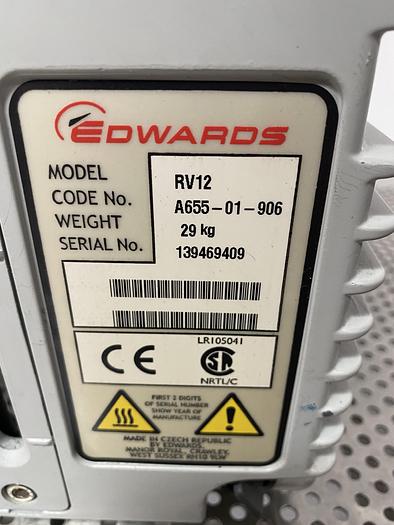 EDWARDS
MODEL RV12
CODE No. A655-01-906
WEIGHT 29 kg
SERIAL No. 139469409
LR105041
CE SA
NRTL/C
FIRST 2 DIGITS
OF SERIAL NUMBER
SHOW YEAR OF
MANUFACTURE
MADE IN CZECH REPUBLIC
BY EDWARDS,
MANOR ROYAL, CRAWLEY,
WEST SUSSEX RH10 9LW